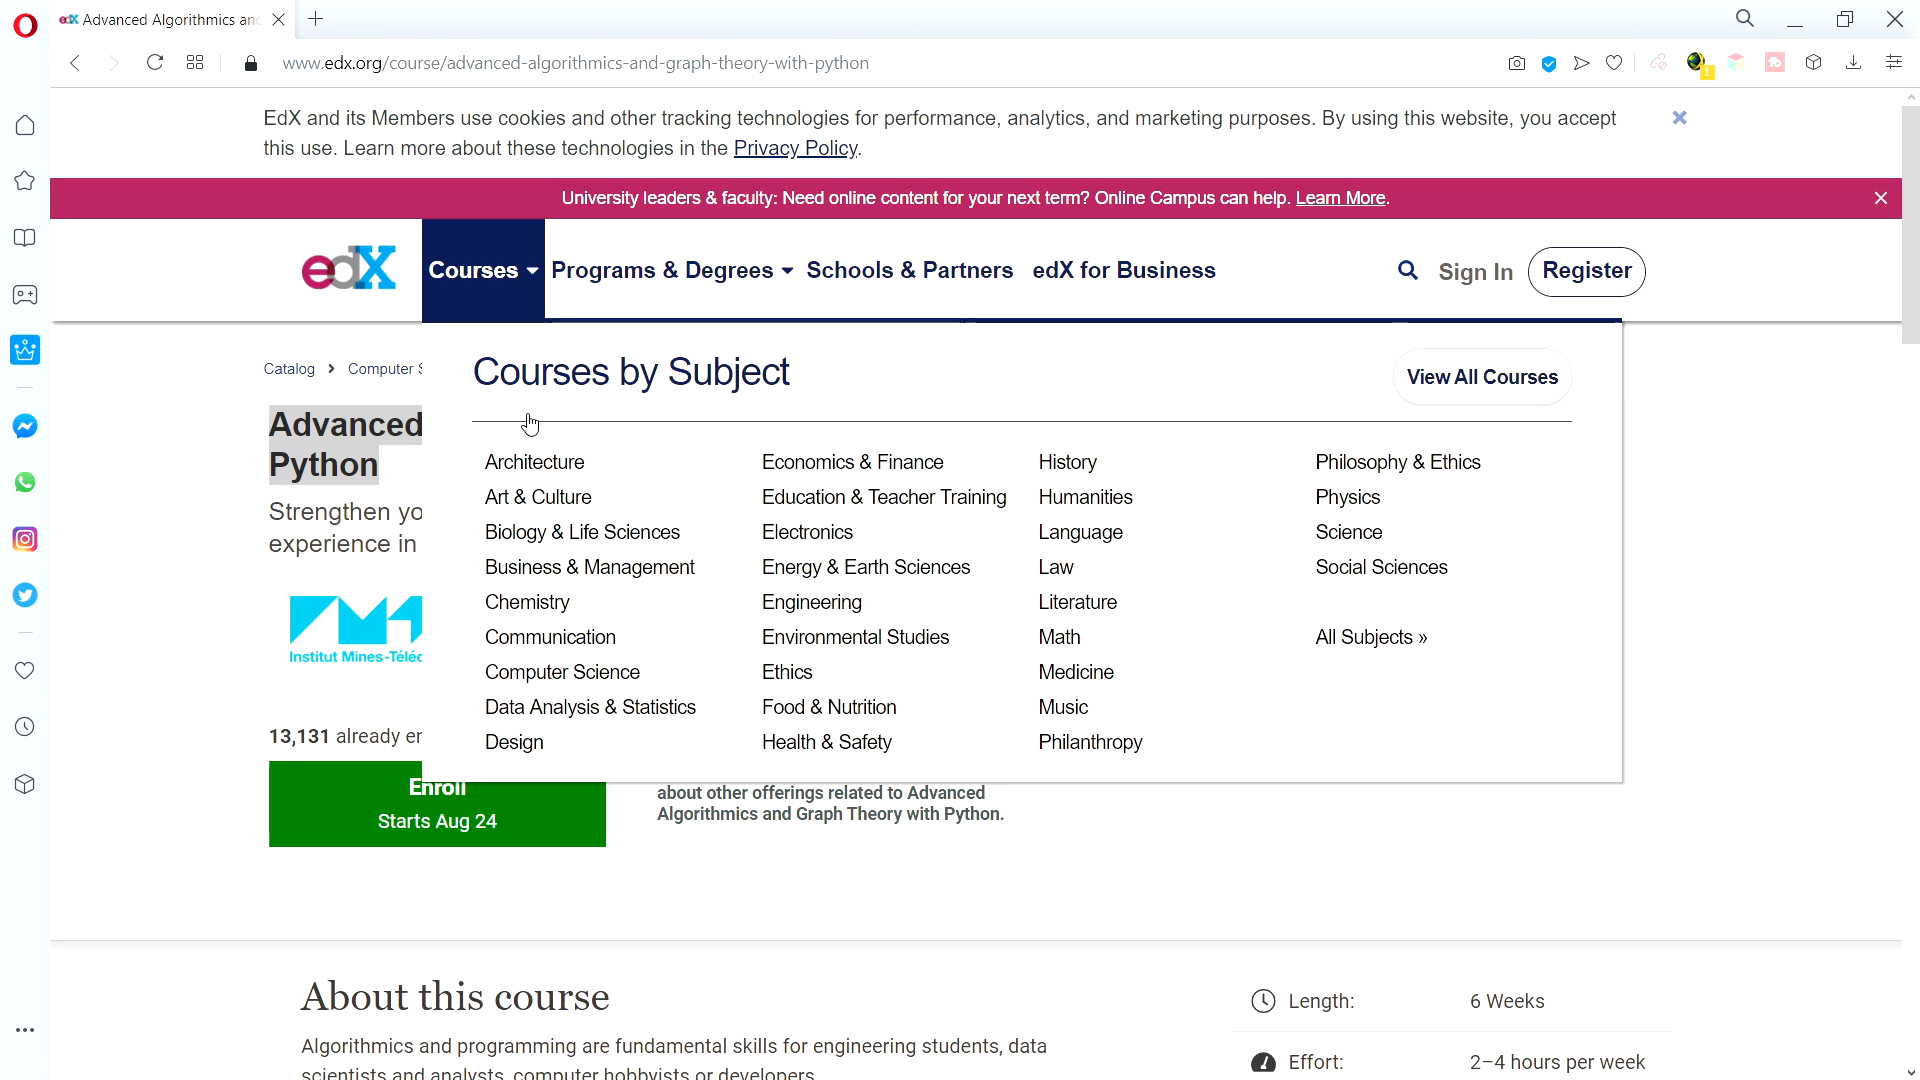 edX Advanced Algorithmics an
www.edx.org/course/advanced-algorithmics-and-graph-theory-with-python
EdX and its Members use cookies and other tracking technologies for performance, analytics, and marketing purposes. By using this website, you accept
this use. Learn more about these technologies in the Privacy Policy.
University leaders & faculty: Need online content for your next term? Online Campus can help. Learn More.
edX Courses Programs & Degrees Schools & Partners edX for Business Sign In Register
Catalog Computer
Courses by Subject
View All Courses
Advanced
Python
Strengthen yo
experience in
Institut Mines-Téléc
13,131 already er
Architecture
Art & Culture
Biology & Life Sciences
Business & Management
Chemistry
Communication
Computer Science
Data Analysis & Statistics
Design
Economics & Finance
Education & Teacher Training
Electronics
Energy & Earth Sciences
Engineering
Environmental Studies
Ethics
Food & Nutrition
Health & Safety
History
Humanities
Language
Law
Literature
Math
Medicine
Music
Philanthropy
Philosophy & Ethics
Physics
Science
Social Sciences
All Subjects »
Enroll
Starts Aug 24
about other offerings related to Advanced
Algorithmics and Graph Theory with Python.
About this course
Algorithmics and programming are fundamental skills for engineering students, data
scientists and analysts, computer hobbyists or developers.
Length: 6 Weeks
Effort: 2–4 hours per week